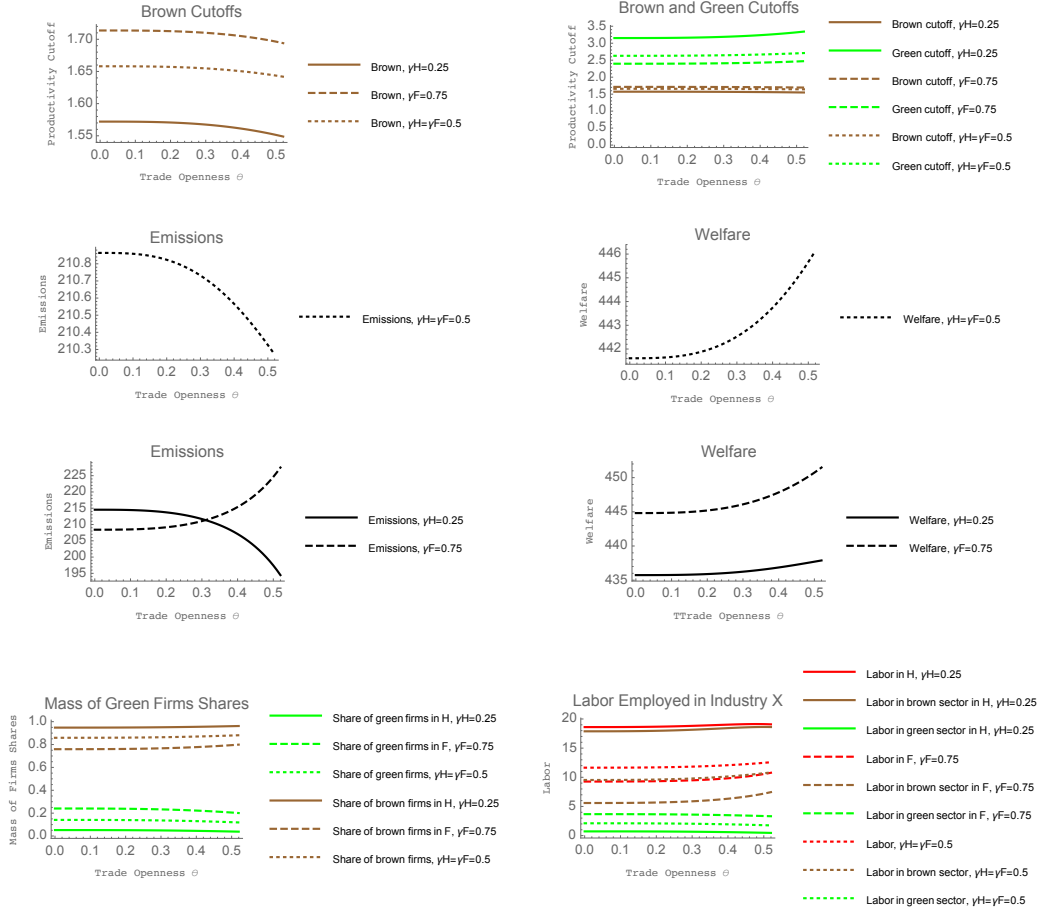 Brown Cutoffs
Productivity Cutoff
1.70
1.65
1.60
1.55
0.0 0.1 0.2 0.3 0.4 0.5
Trade Openness θ
Brown, γH=0.25
Brown, γF=0.75
Brown, γH=γF=0.5
Brown and Green Cutoffs
Productivity Cutoff
3.5
3.0
2.5
2.0
1.5
1.0
0.5
0.0
0.0 0.1 0.2 0.3 0.4 0.5
Trade Openness θ
Brown cutoff, γH=0.25
Green cutoff, γH=0.25
Brown cutoff, γF=0.75
Green cutoff, γF=0.75
Brown cutoff, γH=γF=0.5
Green cutoff, γH=γF=0.5
Emissions
Emissions
210.8
210.7
210.6
210.5
210.4
210.3
0.0 0.1 0.2 0.3 0.4 0.5
Trade Openness θ
Emissions, γH=γF=0.5
Welfare
Welfare
446
445
444
443
442
0.0 0.1 0.2 0.3 0.4 0.5
Trade Openness θ
Welfare, γH=γF=0.5
Emissions
Emissions
225
220
215
210
205
200
195
0.0 0.1 0.2 0.3 0.4 0.5
Trade Openness θ
Emissions, γH=0.25
Emissions, γF=0.75
Welfare
Welfare
450
445
440
435
0.0 0.1 0.2 0.3 0.4 0.5
TTrade Openness θ
Welfare, γH=0.25
Welfare, γF=0.75
Mass of Green Firms Shares
Mass of Firms Shares
1.0
0.8
0.6
0.4
0.2
0.0
0.0 0.1 0.2 0.3 0.4 0.5
Trade Openness θ
Share of green firms in H, γH=0.25
Share of green firms in F, γF=0.75
Share of green firms, γH=γF=0.5
Share of brown firms in H, γH=0.25
Share of brown firms in F, γF=0.75
Share of brown firms, γH=γF=0.5
Labor Employed in Industry X
Labor
20
15
10
5
0
0.0 0.1 0.2 0.3 0.4 0.5
Trade Openness θ
Labor in H, γH=0.25
Labor in brown sector in H, γH=0.25
Labor in green sector in H, γH=0.25
Labor in F, γF=0.75
Labor in brown sector in F, γF=0.75
Labor in green sector in F, γF=0.75
Labor, γH=γF=0.5
Labor in brown sector, γH=γF=0.5
Labor in green sector, γH=γF=0.5